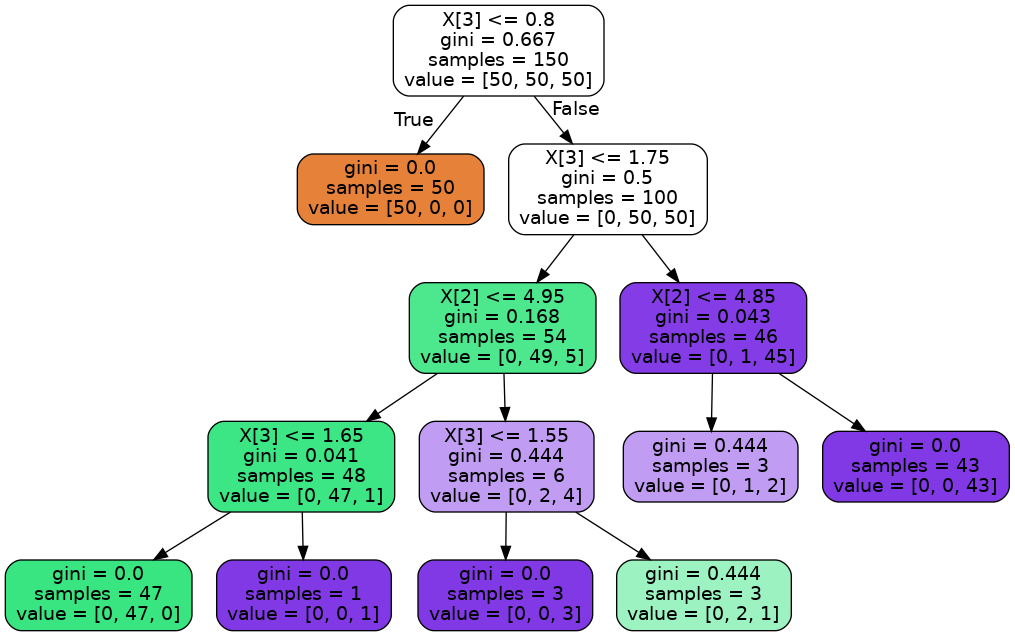 X[3] <= 0.8
gini = 0.667
samples = 150
value = [50, 50, 50]
True
False
gini = 0.0
samples = 50
value = [50, 0, 0]
X[3] <= 1.75
gini = 0.5
samples = 100
value = [0, 50, 50]
X[2] <= 4.95
gini = 0.168
samples = 54
value = [0, 49, 5]
X[2] <= 4.85
gini = 0.043
samples = 46
value = [0, 1, 45]
X[3] <= 1.65
gini = 0.041
samples = 48
value = [0, 47, 1]
X[3] <= 1.55
gini = 0.444
samples = 6
value = [0, 2, 4]
gini = 0.444
samples = 3
value = [0, 1, 2]
gini = 0.0
samples = 43
value = [0, 0, 43]
gini = 0.0
samples = 47
value = [0, 47, 0]
gini = 0.0
samples = 1
value = [0, 0, 1]
gini = 0.0
samples = 3
value = [0, 0, 3]
gini = 0.444
samples = 3
value = [0, 2, 1]